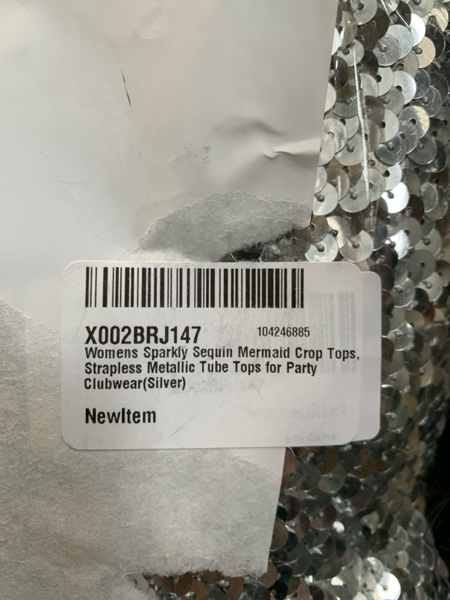 X002BRJ147 104246885
Womens Sparkly Sequin Mermaid Crop Tops,
Strapless Metallic Tube Tops for Party
Clubwear(Silver)
NewItem